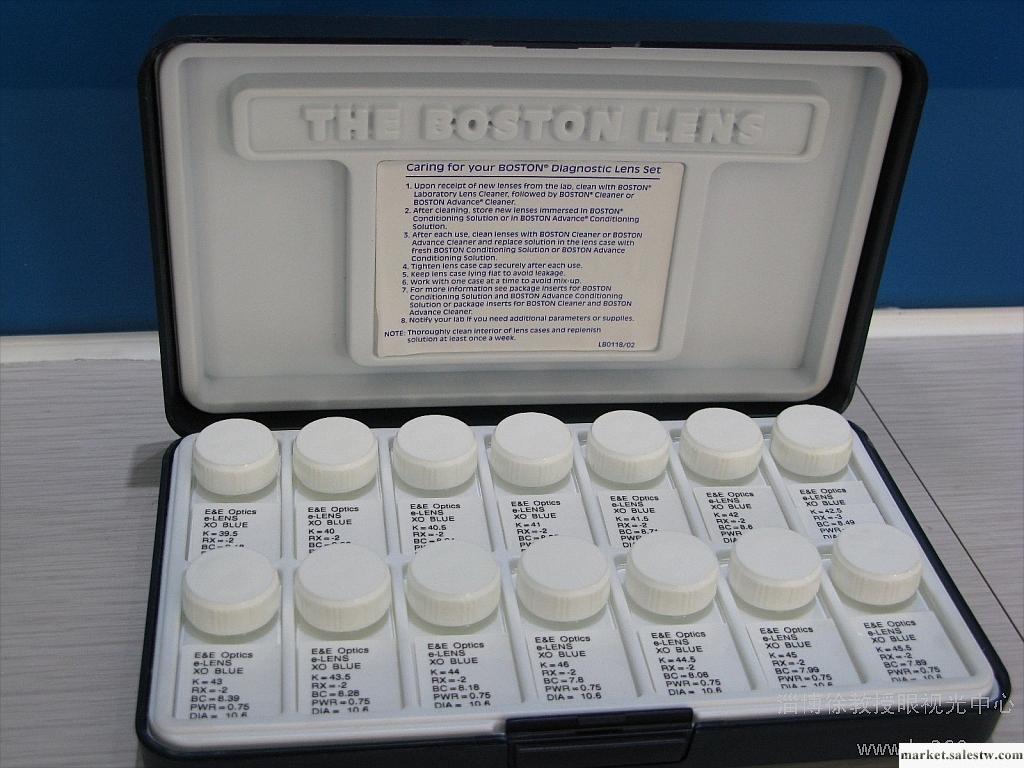 THE BOSTON LENS
Caring for your BOSTON® Diagnostic Lens Set
1. Upon receipt of new lenses from the lab, clean with BOSTON®
Laboratory Lens Cleaner, followed by BOSTON® Cleaner or
BOSTON Advance® Cleaner.
2. After cleaning, store new lenses immersed in BOSTON®
Conditioning Solution or in BOSTON Advance® Conditioning
Solution.
3. After each use, clean lenses with BOSTON Cleaner or BOSTON
Advance Cleaner and replace solution in the lens case with
fresh BOSTON Conditioning Solution or BOSTON Advance
Conditioning Solution.
4. Tighten lens case cap securely after each use.
5. Keep lens case lying flat to avoid leakage.
6. Work with one case at a time to avoid mix-up.
7. For more information see package inserts for BOSTON
Conditioning Solution and BOSTON Advance Conditioning
Solution or package inserts for BOSTON Cleaner and BOSTON
Advance Cleaner.
8. Notify your lab if you need additional parameters or supplies.
NOTE: Thoroughly clean interior of lens cases and replenish
solution at least once a week.
LB0118/02
E&E Optics
e-LENS
XO BLUE
K=39.5
RX=-2
E&E Optics
e-LENS
XO BLUE
K=40
RX=-2
E&E Optics
e-LENS
XO BLUE
K=40.5
RX=-2
E&E Optics
e-LENS
XO BLUE
K=41
RX=-2
E&E Optics
e-LENS
XO BLUE
K=41.5
RX=-2
E&E Optics
e-LENS
XO BLUE
K=42
RX=-2
BC=8.6
PWR
E&E Optics
e-LENS
XO BLUE
K=42.5
RX=-3
BC=8.49
PWR
DIA
E&E Optics
e-LENS
XO BLUE
K=43
RX=-2
BC=8.39
PWR=0.75
DIA= 10.6
E&E Optics
e-LENS
XO BLUE
K=43.5
RX=-2
BC=8.28
PWR=0.75
DIA= 10.6
E&E Optics
e-LENS
XO BLUE
K=44
RX=-2
BC=8.18
PWR=0.75
DIA= 10.6
E&E Optics
e-LENS
XO BLUE
K=46
RX=-2
BC=7.8
PWR=0.75
DIA= 10.6
E&E Optics
e-LENS
XO BLUE
K=44.5
RX=-2
BC=8.08
PWR=0.75
DIA= 10.6
E&E Optics
e-LENS
XO BLUE
K=45
RX=-2
BC=7.99
PWR=0.75
DIA= 10.6
E&E Optics
e-LENS
XO BLUE
K=45.5
RX=-2
BC=7.89
PWR=0.75
DIA= 10.6
淄博徐教授眼视光中心
market.salestw.com